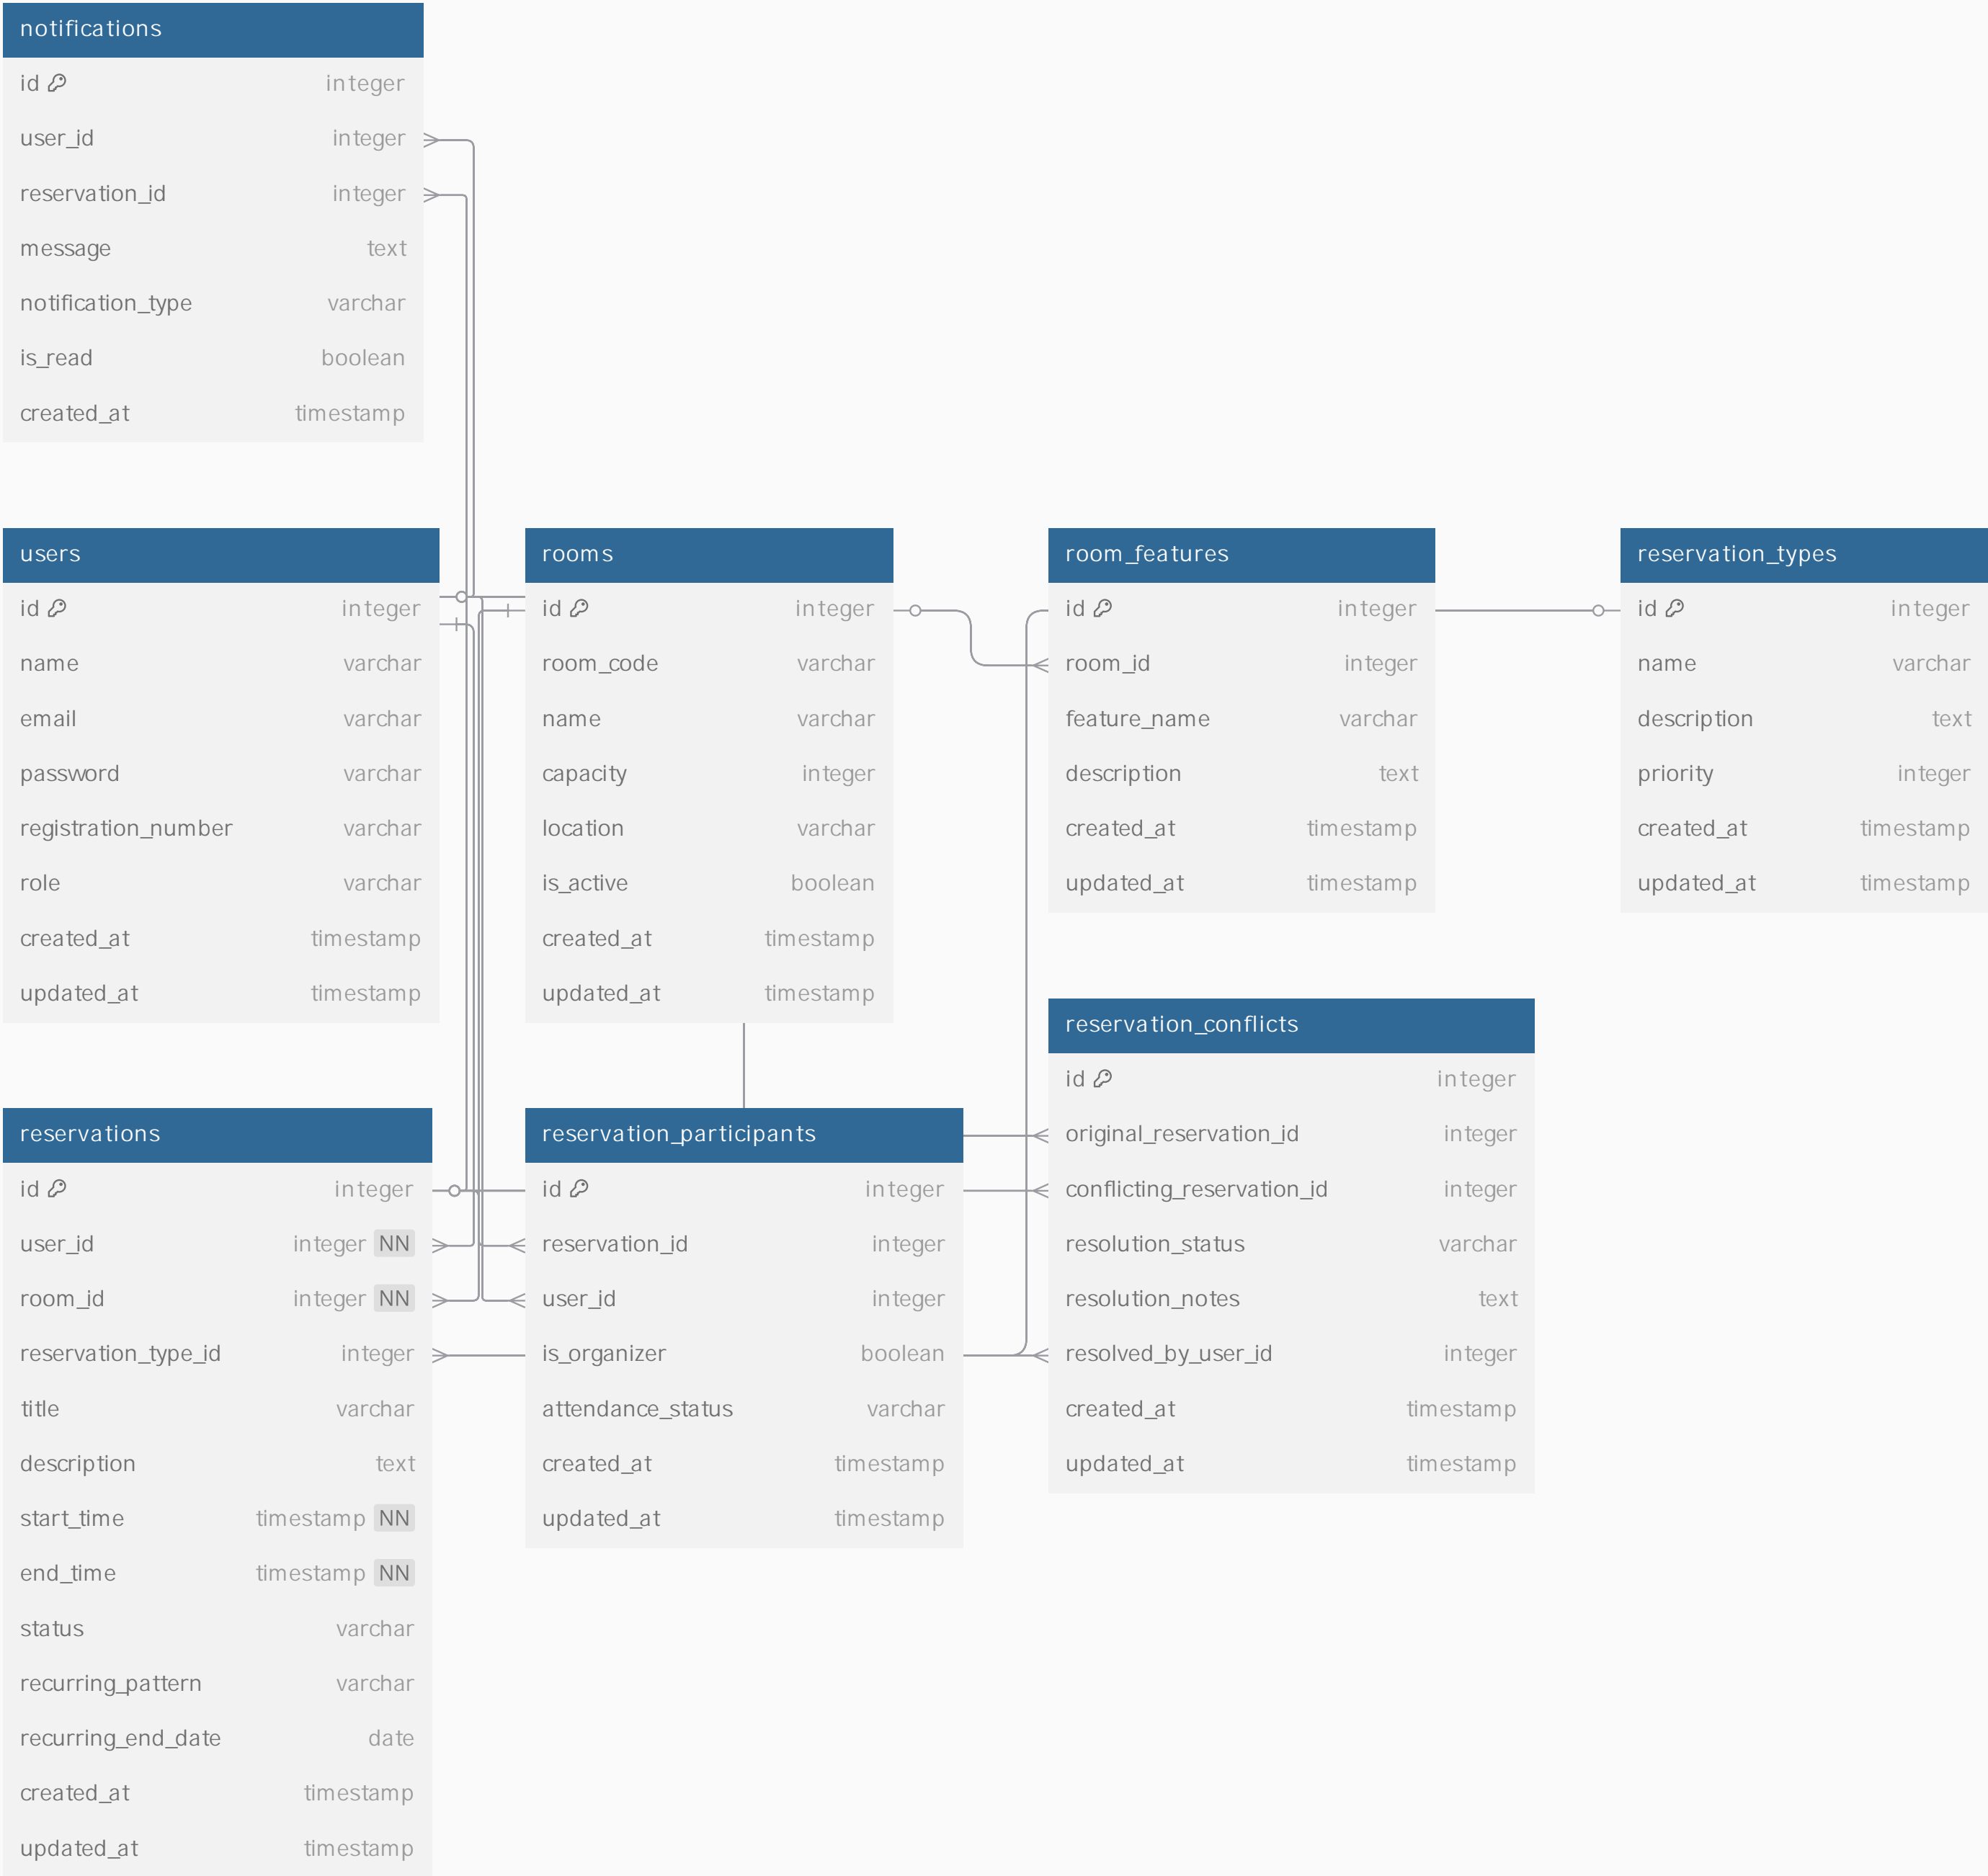 notifications
id integer
user_id integer
reservation_id integer
message text
notification_type varchar
is_read boolean
created_at timestamp
users
id integer
name varchar
email varchar
password varchar
registration_number varchar
role varchar
created_at timestamp
updated_at timestamp
rooms
id integer
room_code varchar
name varchar
capacity integer
location varchar
is_active boolean
created_at timestamp
updated_at timestamp
room_features
id integer
room_id integer
feature_name varchar
description text
created_at timestamp
updated_at timestamp
reservation_types
id integer
name varchar
description text
priority integer
created_at timestamp
updated_at timestamp
reservations
id integer
user_id integer NN
room_id integer NN
reservation_type_id integer
title varchar
description text
start_time timestamp NN
end_time timestamp NN
status varchar
recurring_pattern varchar
recurring_end_date date
created_at timestamp
updated_at timestamp
reservation_participants
id integer
reservation_id integer
user_id integer
is_organizer boolean
attendance_status varchar
created_at timestamp
updated_at timestamp
reservation_conflicts
id integer
original_reservation_id integer
conflicting_reservation_id integer
resolution_status varchar
resolution_notes text
resolved_by_user_id integer
created_at timestamp
updated_at timestamp